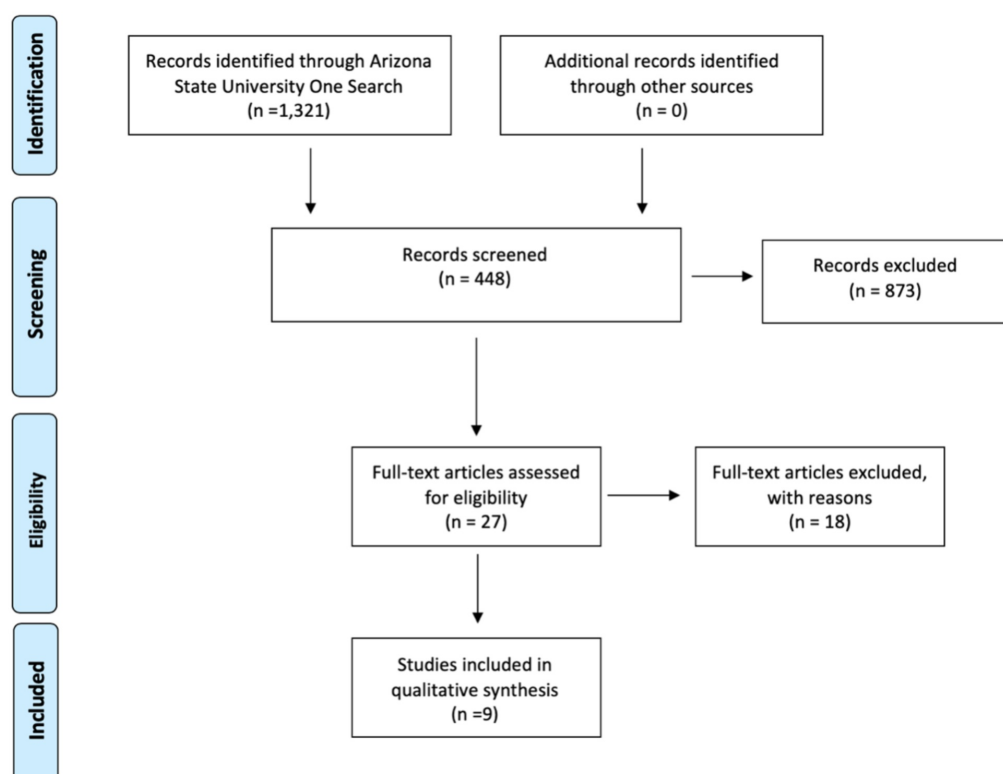 Identification
Records identified through Arizona
State University One Search
(n =1,321)
Additional records identified
through other sources
(n = 0)
Screening
Records screened
(n = 448)
Records excluded
(n = 873)
Eligibility
Full-text articles assessed
for eligibility
(n = 27)
Full-text articles excluded,
with reasons
(n = 18)
Included
Studies included in
qualitative synthesis
(n =9)